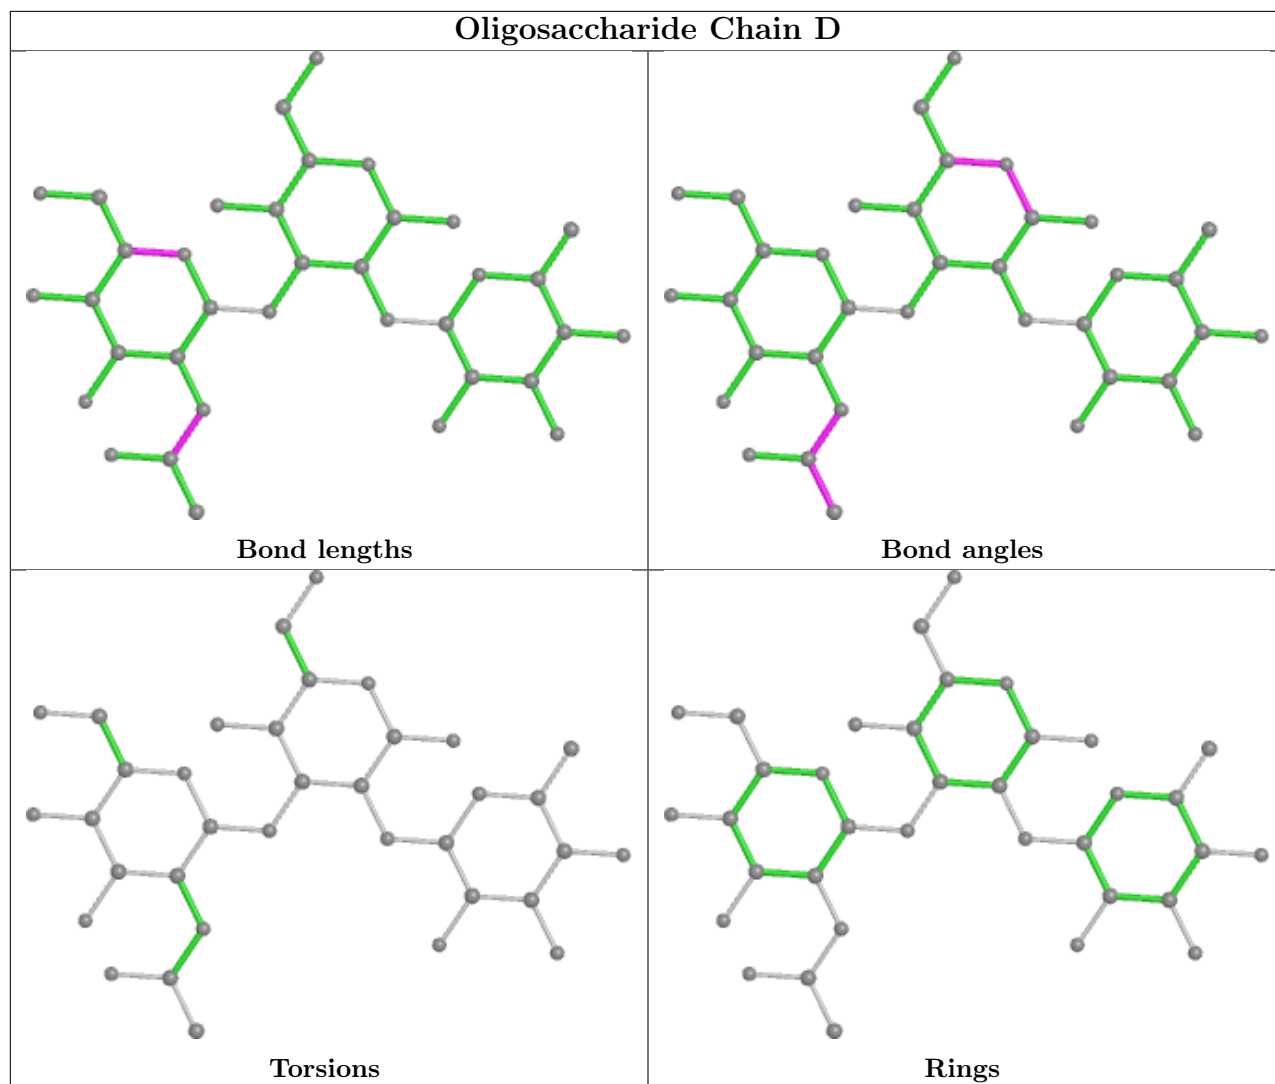 Oligosaccharide Chain D
Bond lengths
Bond angles
Torsions
Rings